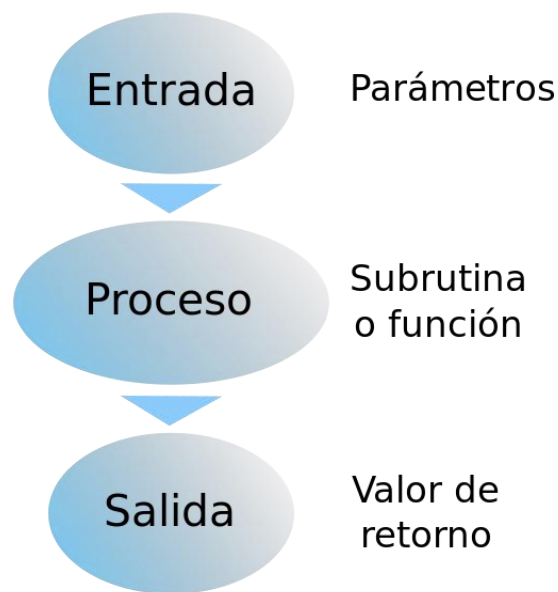 Entrada
Parámetros
Proceso
Subrutina
o función
Salida
Valor de
retorno